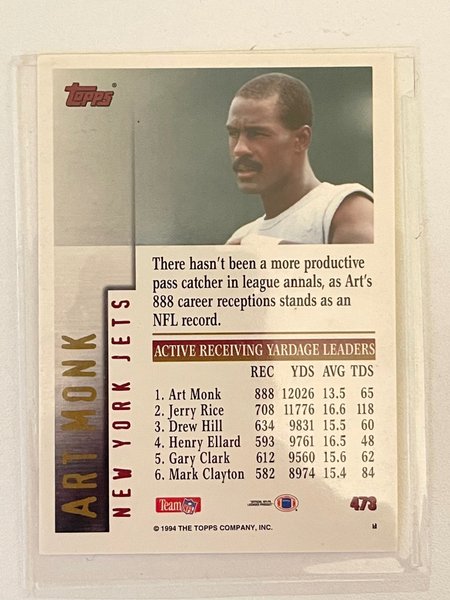 Topps®
ART MONK
NEW YORK JETS
There hasn't been a more productive
pass catcher in league annals, as Art's
888 career receptions stands as an
NFL record.
ACTIVE RECEIVING YARDAGE LEADERS
REC YDS AVG TDS
1. Art Monk 888 12026 13.5 65
2. Jerry Rice 708 11776 16.6 118
3. Drew Hill 634 9831 15.5 60
4. Henry Ellard 593 9761 16.5 48
5. Gary Clark 612 9560 15.6 62
6. Mark Clayton 582 8974 15.4 84
Team NFL
473
© 1994 THE TOPPS COMPANY, INC.